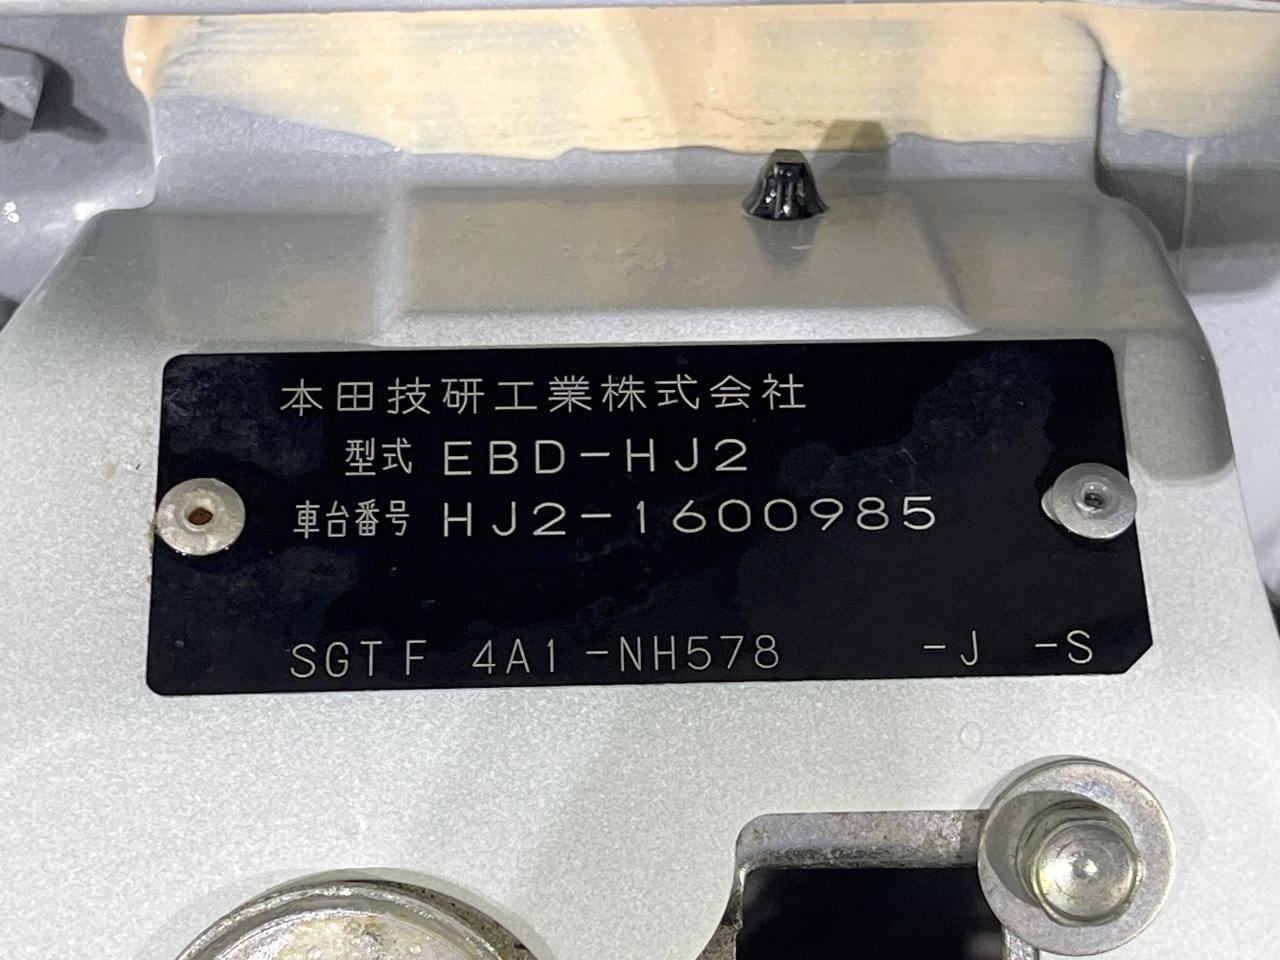 本田技研工業株式会社
型式 EBD-HJ2
車台番号 HJ2-1600985
SGTF 4A1-NH578 -J -S